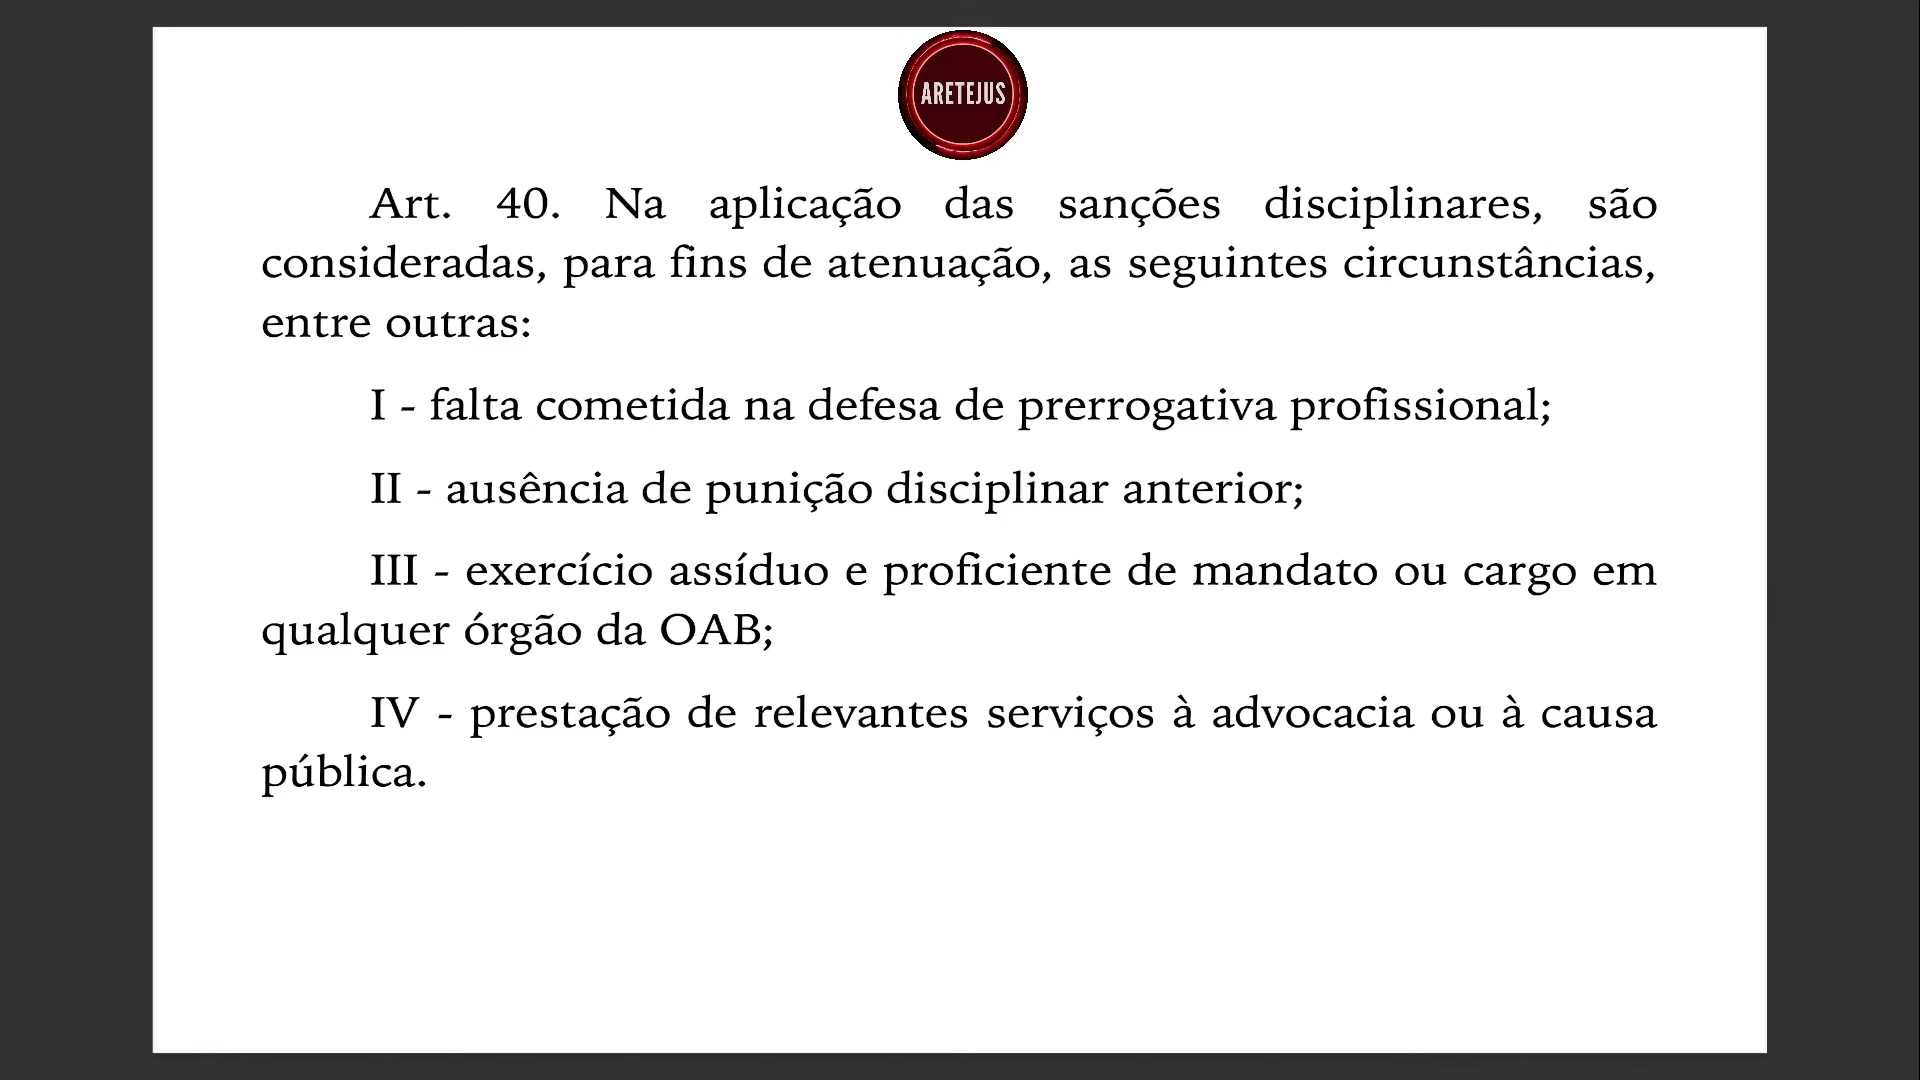 ARETEJUS
Art. 40. Na aplicação das sanções disciplinares, são
consideradas, para fins de atenuação, as seguintes circunstâncias,
entre outras:
I - falta cometida na defesa de prerrogativa profissional;
II - ausência de punição disciplinar anterior;
III - exercício assíduo e proficiente de mandato ou cargo em
qualquer órgão da OAB;
IV - prestação de relevantes serviços à advocacia ou à causa
pública.